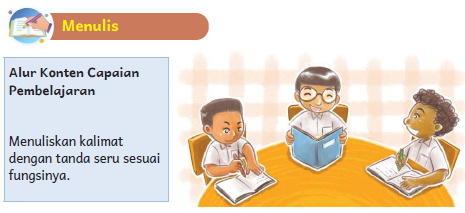 Menulis
Alur Konten Capaian
Pembelajaran
Menuliskan kalimat
dengan tanda seru sesuai
fungsinya.